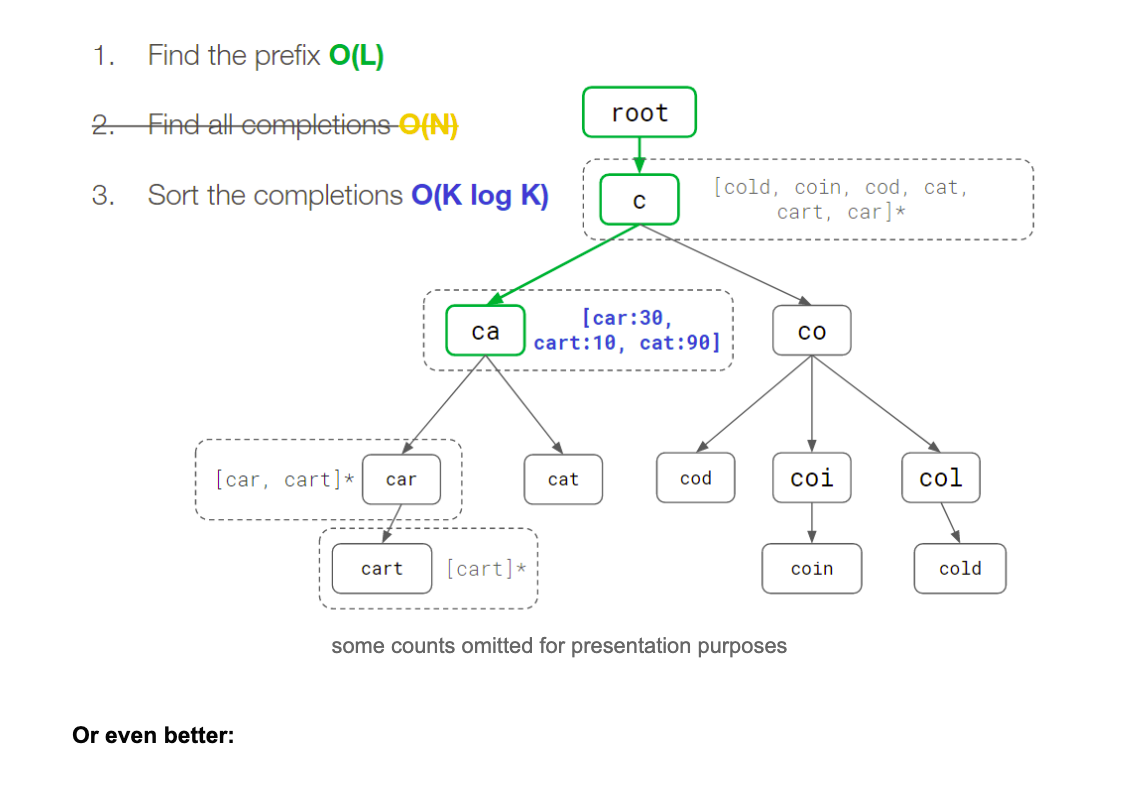 1. Find the prefix O(L)
2. Find all completions O(N)
3. Sort the completions O(K log K)
root
c
[cold, coin, cod, cat,
cart, car]*
ca
[car:30,
cart:10, cat:90]
co
[car, cart]*
car
cat
cod
coi
col
cart
[cart]*
coin
cold
some counts omitted for presentation purposes
Or even better: